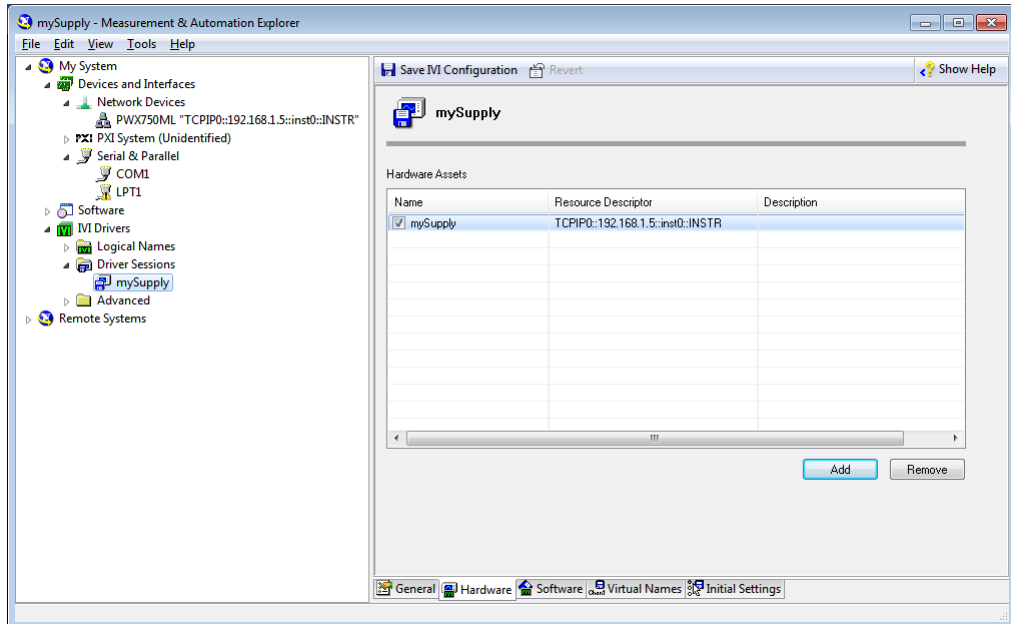 mySupply - Measurement & Automation Explorer
File Edit View Tools Help
My System
Devices and Interfaces
Network Devices
PWX750ML "TCPIP0::192.168.1.5::inst0::INSTR"
PXI PXI System (Unidentified)
Serial & Parallel
COM1
LPT1
Software
IVI IVI Drivers
IVI Logical Names
Driver Sessions
mySupply
Advanced
Remote Systems
Save IVI Configuration Revert Show Help
mySupply
Hardware Assets
Name Resource Descriptor Description
mySupply TCPIP0::192.168.1.5::inst0::INSTR
Add Remove
General Hardware Software Virtual Names Initial Settings